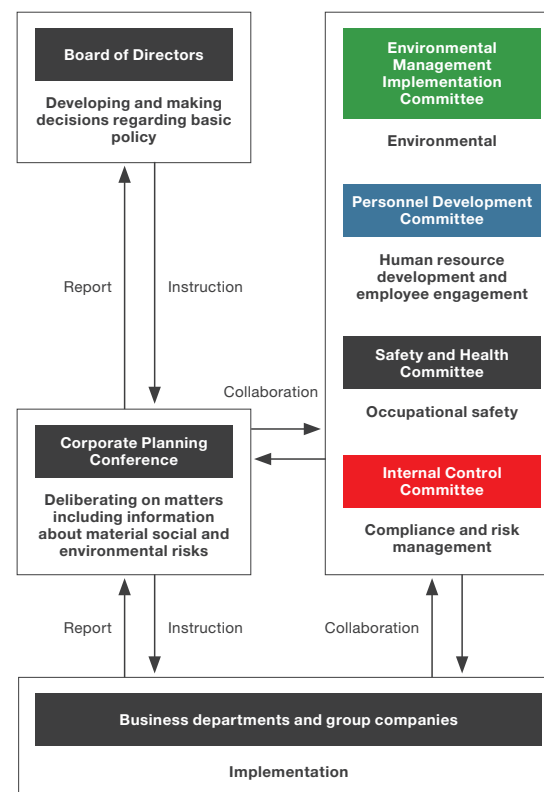 Board of Directors
Developing and making
decisions regarding basic
policy
Report
Instruction
Corporate Planning
Conference
Deliberating on matters
including information
about material social and
environmental risks
Collaboration
Environmental
Management
Implementation
Committee
Environmental
Personnel Development
Committee
Human resource
development and
employee engagement
Safety and Health
Committee
Occupational safety
Internal Control
Committee
Compliance and risk
management
Report
Instruction
Collaboration
Business departments and group companies
Implementation